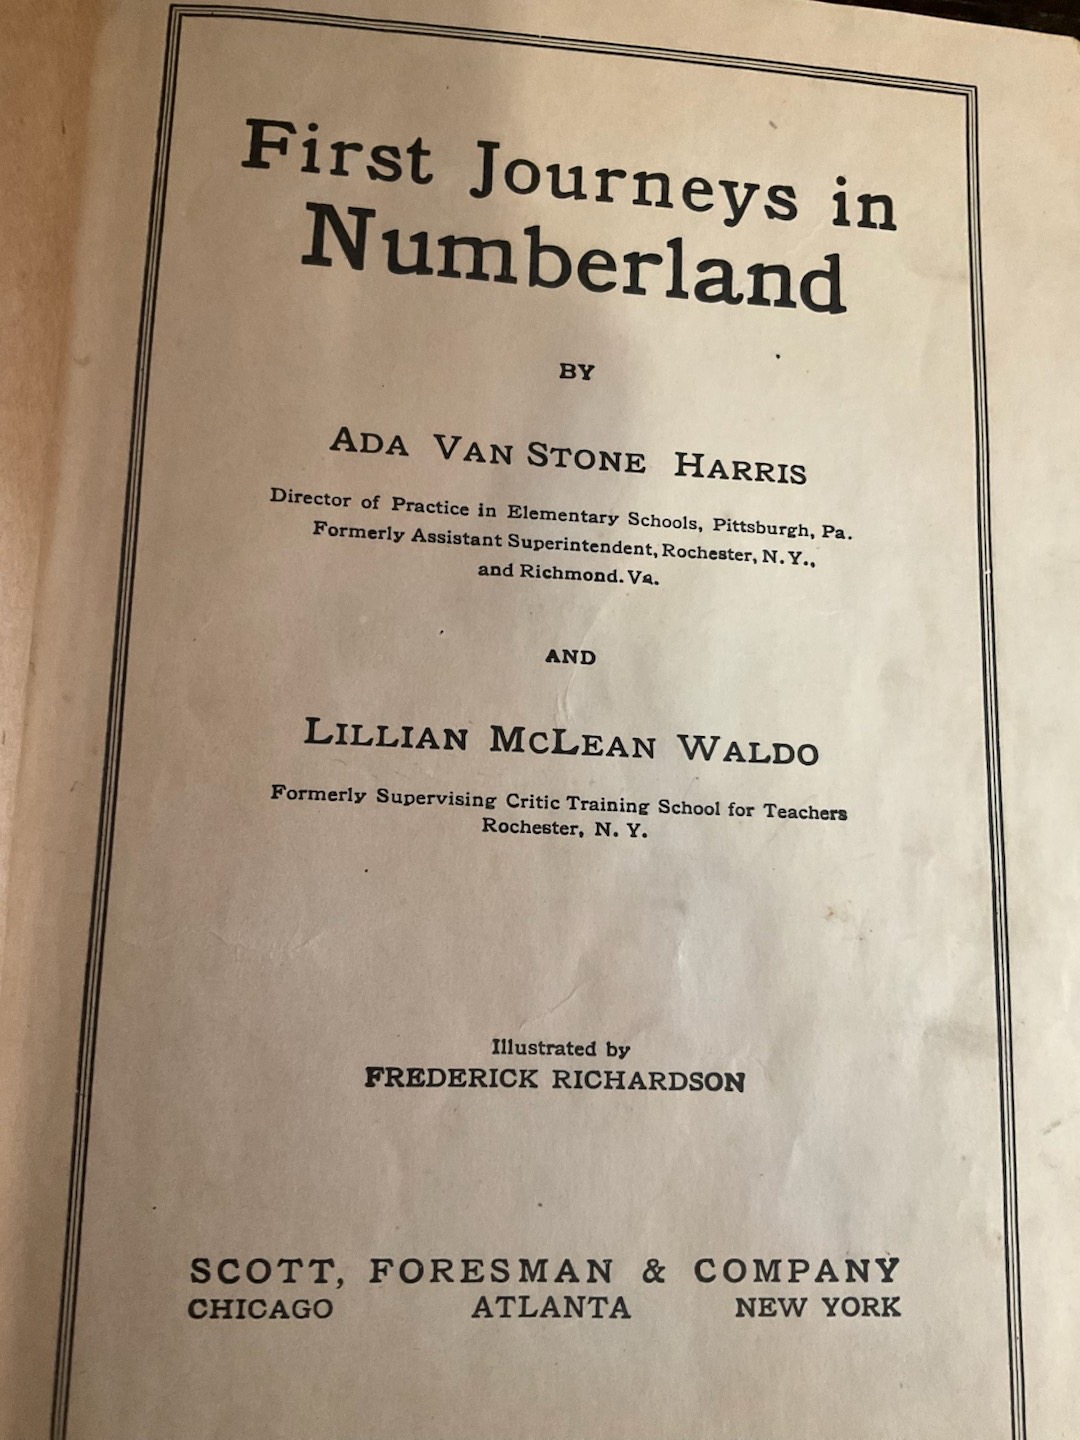 First Journeys in
Numberland
BY
ADA VAN STONE HARRIS
Director of Practice in Elementary Schools, Pittsburgh, Pa.
Formerly Assistant Superintendent, Rochester, N. Y.,
and Richmond. Va.
AND
LILLIAN MCLEAN WALDO
Formerly Supervising Critic Training School for Teachers
Rochester, N. Y.
Illustrated by
FREDERICK RICHARDSON
SCOTT, FORESMAN & COMPANY
CHICAGO ATLANTA NEW YORK